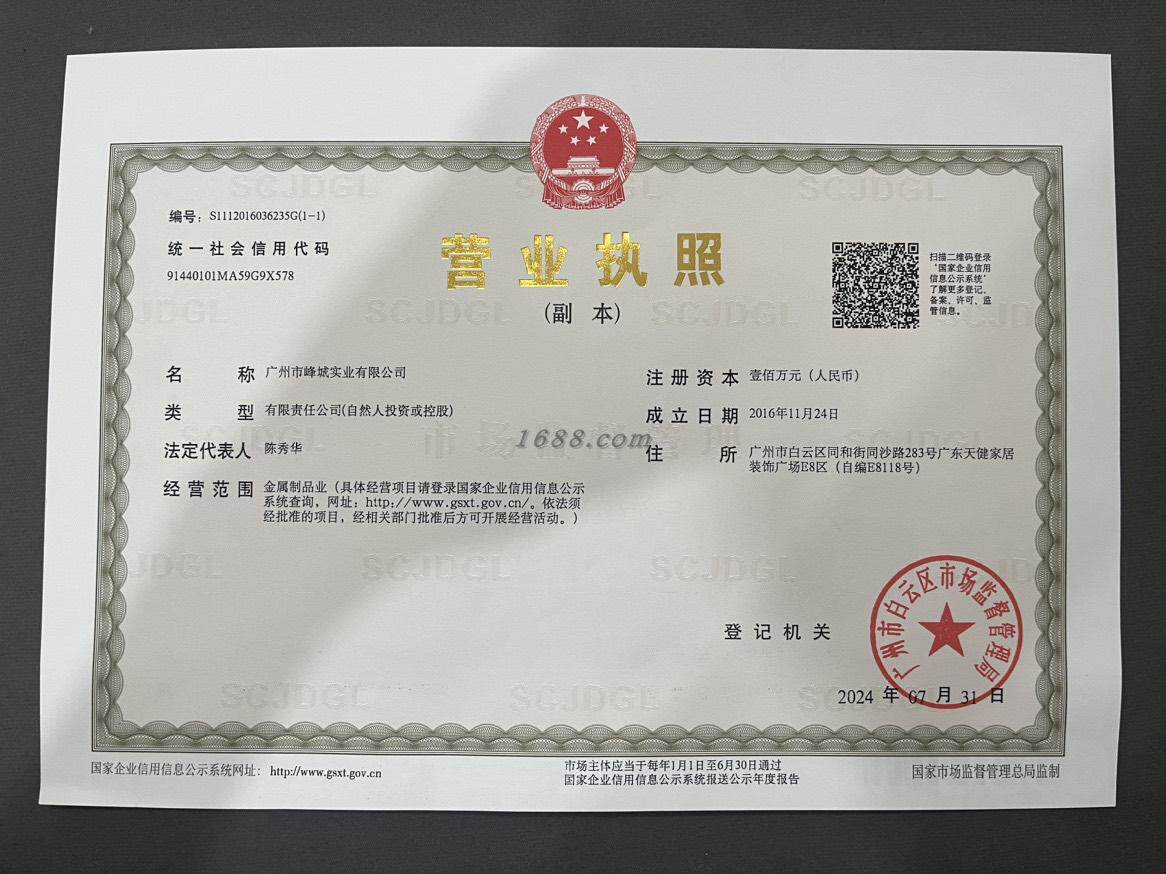 编号：S1112016036235G(1-1)
统一社会信用代码
91440101MA59G9X578
营业执照
(副 本)
扫描二维码登录
'国家企业信用
信息公示系统'
了解更多登记、
备案、许可、监
管信息。
名 称 广州市峰城实业有限公司
类 型 有限责任公司(自然人投资或控股)
法定代表人 陈秀华
经营范围 金属制品业（具体经营项目请登录国家企业信用信息公示
系统查询，网址：http://www.gsxt.gov.cn/。依法须
经批准的项目，经相关部门批准后方可开展经营活动。）
注册资本 壹佰万元（人民币）
成立日期 2016年11月24日
住 所 广州市白云区同和街同沙路283号广东天健家居
装饰广场E8区（自编E8118号）
1688.com
市场监督管理
SCJDGL
SCJDGL
JDGL
SCJDGL
SCJDGL
SCJD
JDGL
SCJDGL
SCJDGL
SCJDGL
SCJDGL
登记机关
广州市白云区市场监督管理局
2024 年 07 月 31 日
国家企业信用信息公示系统网址：http://www.gsxt.gov.cn
市场主体应当于每年1月1日至6月30日通过
国家企业信用信息公示系统报送公示年度报告
国家市场监督管理总局监制